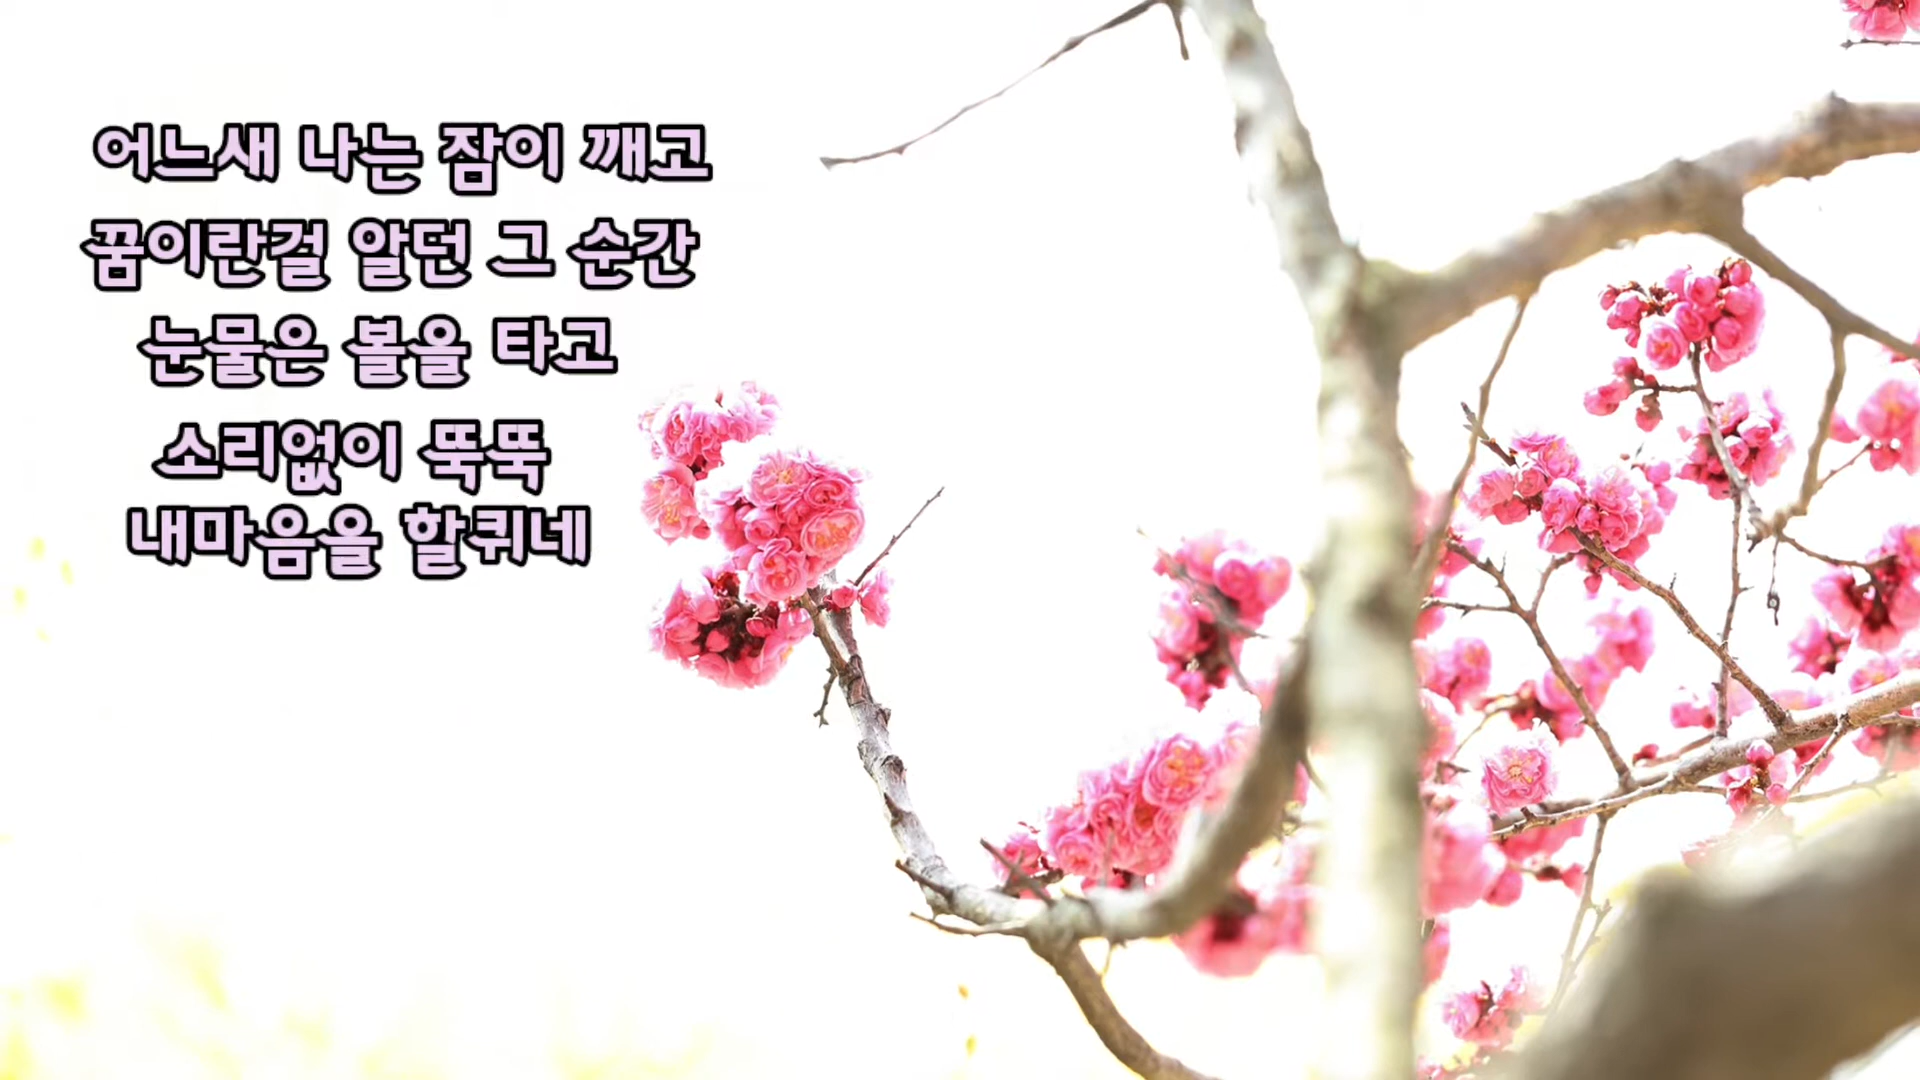 어느새 나는 잠이 깨고
꿈이란걸 알던 그 순간
눈물은 볼을 타고
소리없이 뚝뚝
내마음을 할퀴네